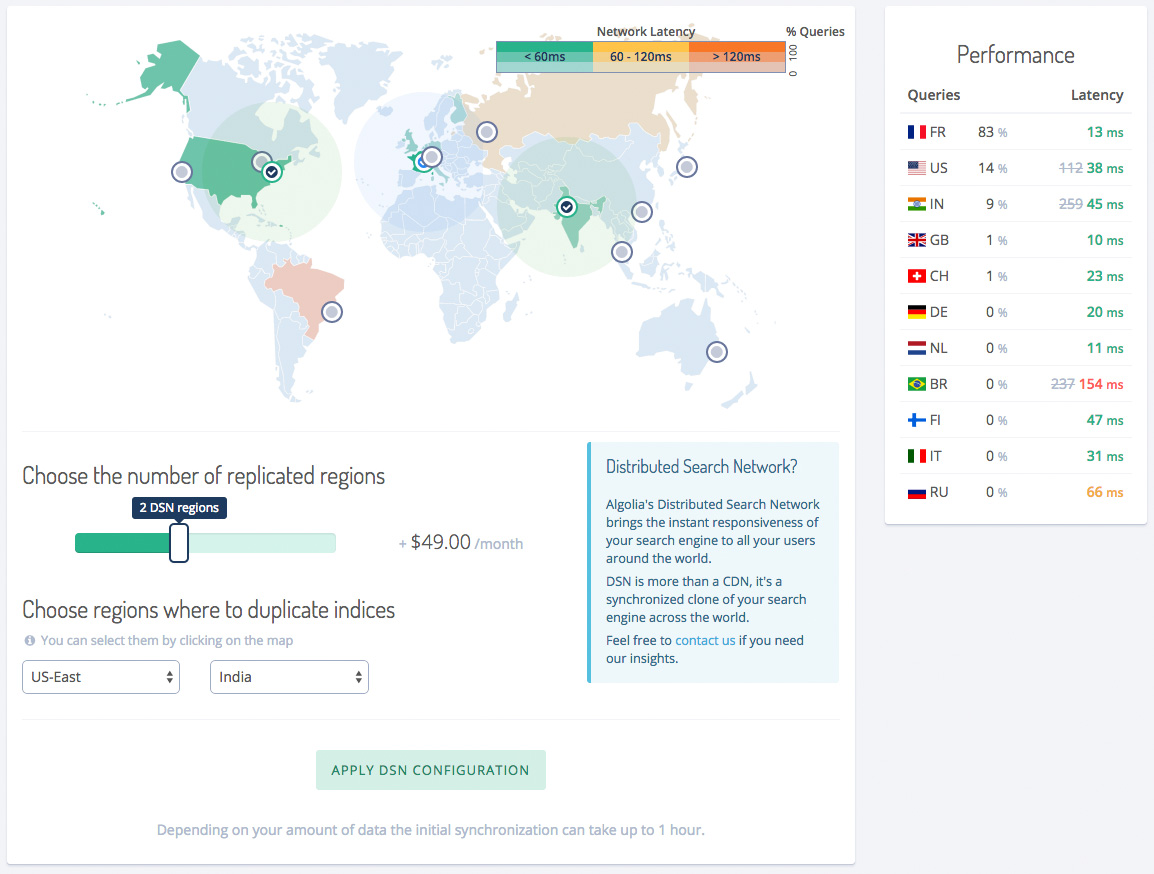 Network Latency
% Queries
< 60ms
60 - 120ms
> 120ms
0 100
Choose the number of replicated regions
2 DSN regions
+ $49.00 /month
Choose regions where to duplicate indices
You can select them by clicking on the map
US-East
India
Distributed Search Network?
Algolia's Distributed Search Network
brings the instant responsiveness of
your search engine to all your users
around the world.
DSN is more than a CDN, it's a
synchronized clone of your search
engine across the world.
Feel free to contact us if you need
our insights.
APPLY DSN CONFIGURATION
Depending on your amount of data the initial synchronization can take up to 1 hour.
Performance
Queries Latency
FR 83 % 13 ms
US 14 % 112 38 ms
IN 9 % 259 45 ms
GB 1 % 10 ms
CH 1 % 23 ms
DE 0 % 20 ms
NL 0 % 11 ms
BR 0 % 237 154 ms
FI 0 % 47 ms
IT 0 % 31 ms
RU 0 % 66 ms